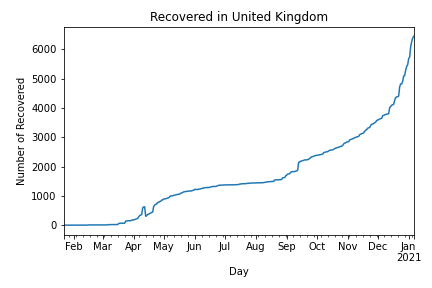 Recovered in United Kingdom
Number of Recovered
6000
5000
4000
3000
2000
1000
0
Feb Mar Apr May Jun Jul Aug Sep Oct Nov Dec Jan
2021
Day